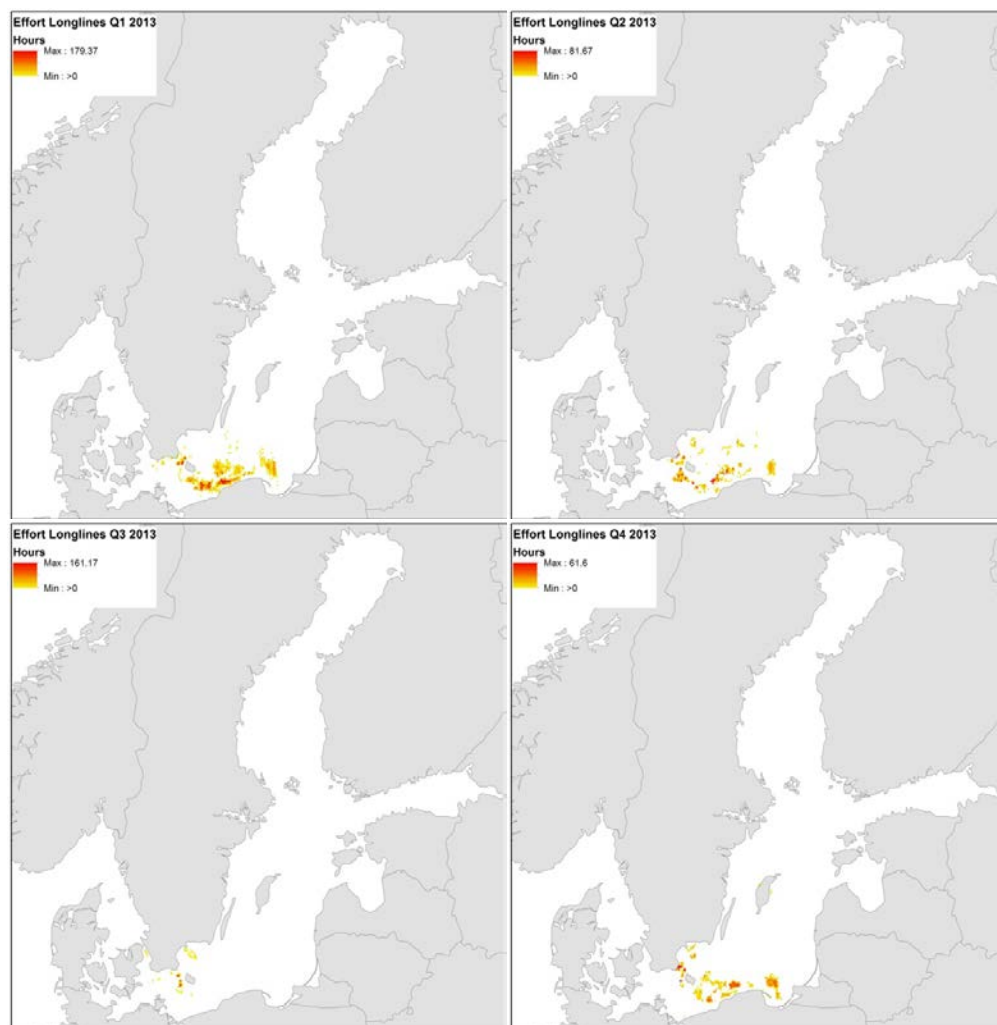 Effort Longlines Q1 2013
Hours
Max : 179.37
Min : >0
Effort Longlines Q2 2013
Hours
Max : 81.67
Min : >0
Effort Longlines Q3 2013
Hours
Max : 161.17
Min : >0
Effort Longlines Q4 2013
Hours
Max : 61.6
Min : >0